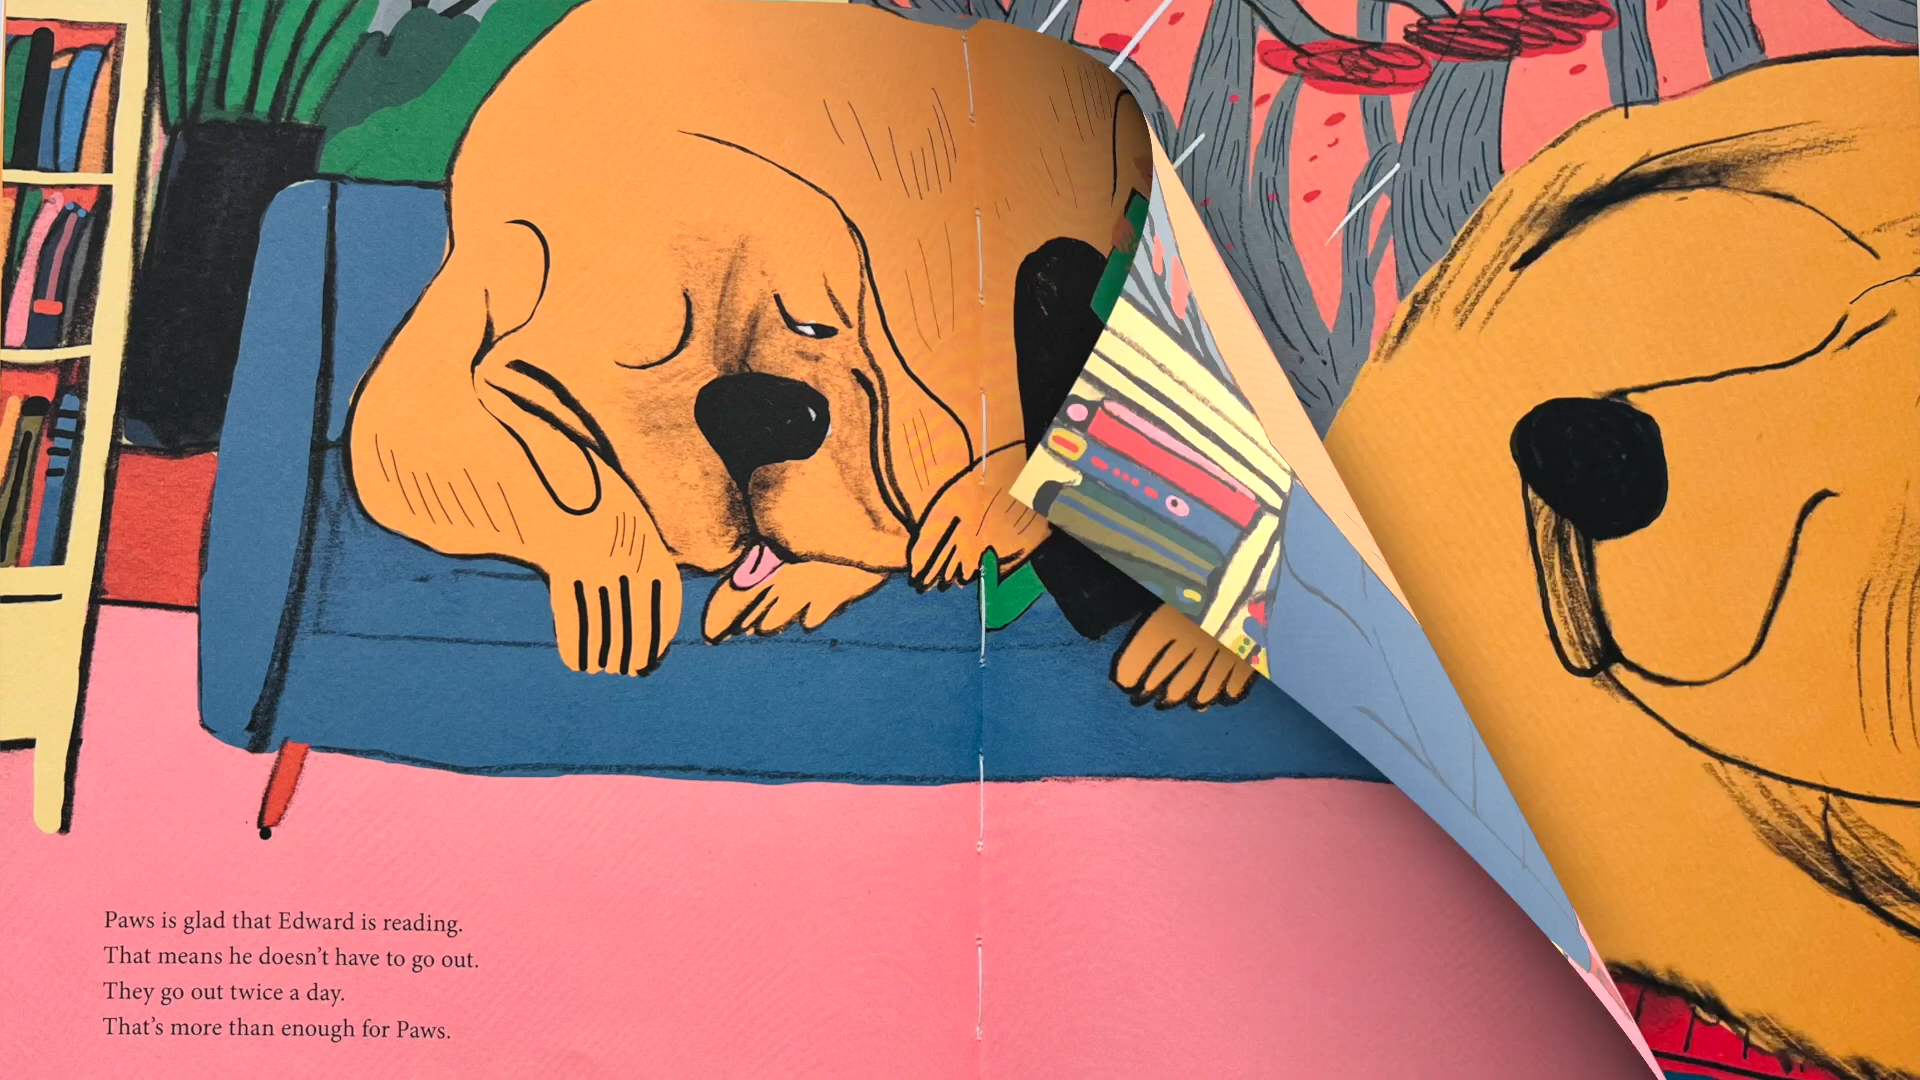 Paws is glad that Edward is reading.
That means he doesn't have to go out.
They go out twice a day.
That's more than enough for Paws.